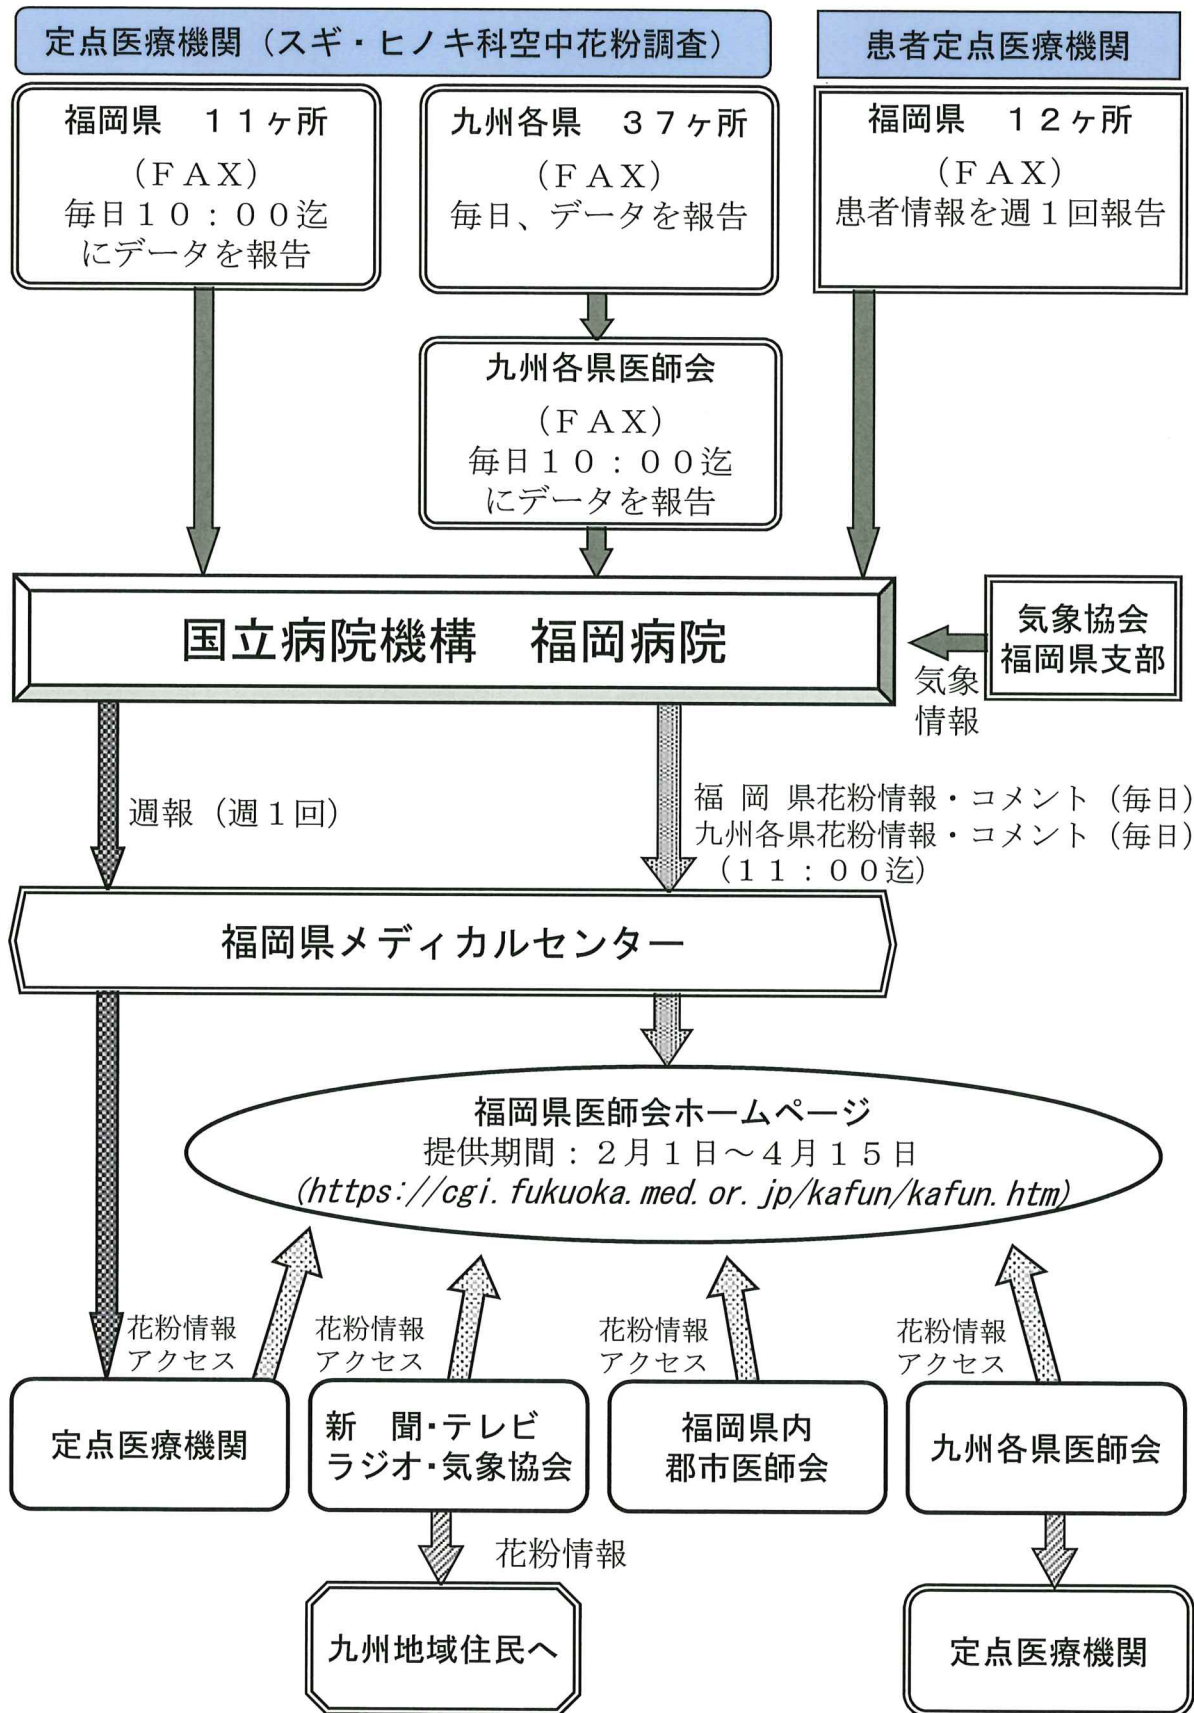 定点医療機関（スギ・ヒノキ科空中花粉調査）
患者定点医療機関
福岡県　１１ヶ所
（ＦＡＸ）
毎日１０：００迄
にデータを報告
九州各県　３７ヶ所
（ＦＡＸ）
毎日、データを報告
福岡県　１２ヶ所
（ＦＡＸ）
患者情報を週１回報告
九州各県医師会
（ＦＡＸ）
毎日１０：００迄
にデータを報告
国立病院機構　福岡病院
気象協会
福岡県支部
気象
情報
週報（週１回）
福 岡 県花粉情報・コメント（毎日）
九州各県花粉情報・コメント（毎日）
（１１：００迄）
福岡県メディカルセンター
福岡県医師会ホームページ
提供期間：２月１日～４月１５日
(https://cgi.fukuoka.med.or.jp/kafun/kafun.htm)
花粉情報
アクセス
花粉情報
アクセス
花粉情報
アクセス
花粉情報
アクセス
定点医療機関
新　聞・テレビ
ラジオ・気象協会
福岡県内
郡市医師会
九州各県医師会
花粉情報
九州地域住民へ
定点医療機関